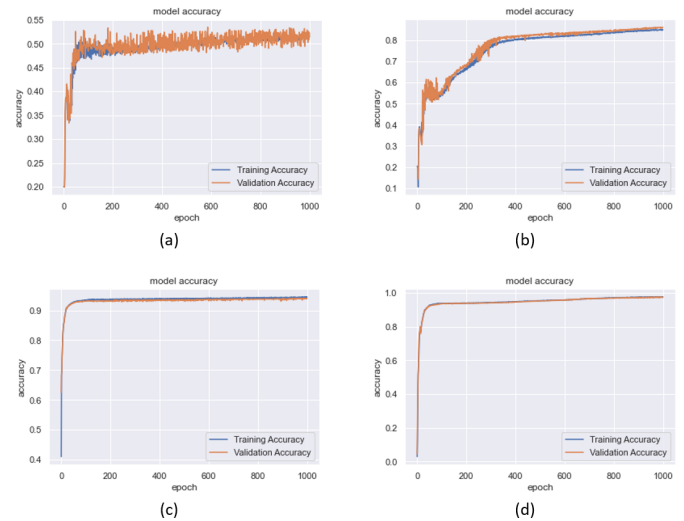 model accuracy
0.55
0.50
0.45
0.40
0.35
0.30
0.25
0.20
accuracy
0 200 400 600 800 1000
epoch
Training Accuracy
Validation Accuracy
(a)
model accuracy
0.8
0.7
0.6
0.5
0.4
0.3
0.2
0.1
accuracy
0 200 400 600 800 1000
epoch
Training Accuracy
Validation Accuracy
(b)
model accuracy
0.9
0.8
0.7
0.6
0.5
0.4
accuracy
0 200 400 600 800 1000
epoch
Training Accuracy
Validation Accuracy
(c)
model accuracy
1.0
0.8
0.6
0.4
0.2
0.0
accuracy
0 200 400 600 800 1000
epoch
Training Accuracy
Validation Accuracy
(d)